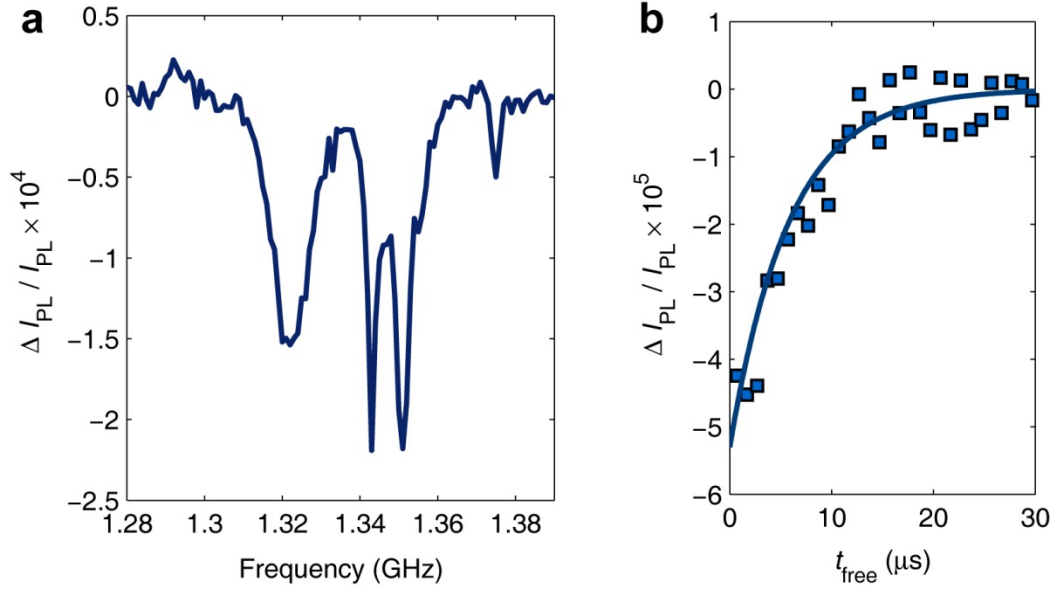 a
0.5
0
−0.5
−1
−1.5
−2
−2.5
Δ I_PL / I_PL × 10^4
1.28 1.3 1.32 1.34 1.36 1.38
Frequency (GHz)
b
1
0
−1
−2
−3
−4
−5
−6
Δ I_PL / I_PL × 10^5
0 10 20 30
t_free (μs)